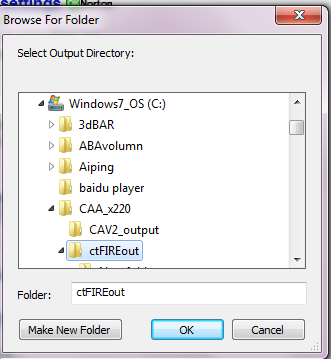 settings Norton
Browse For Folder
Select Output Directory:
Windows7_OS (C:)
3dBAR
ABAvolumn
Aiping
baidu player
CAA_x220
CAV2_output
ctFIREout
Folder: ctFIREout
Make New Folder OK Cancel